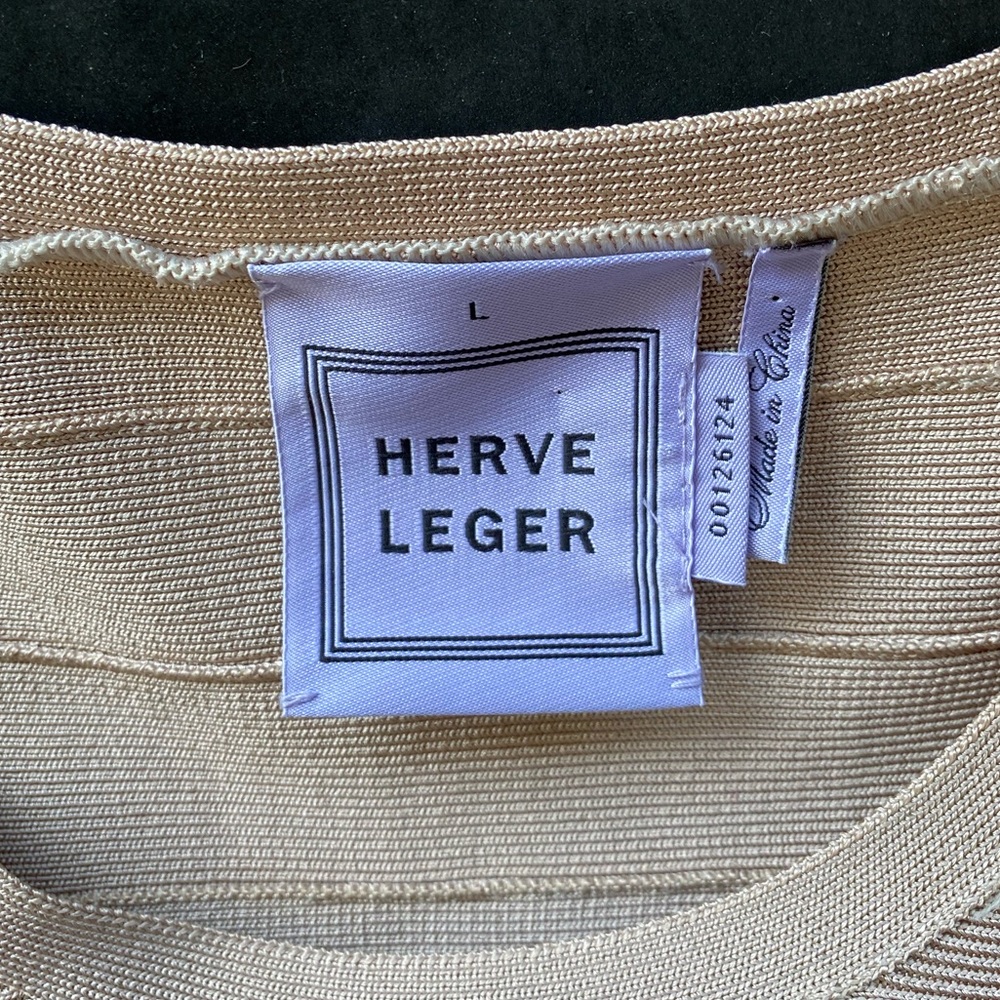 L
HERVE
LEGER
00126124
Made in China